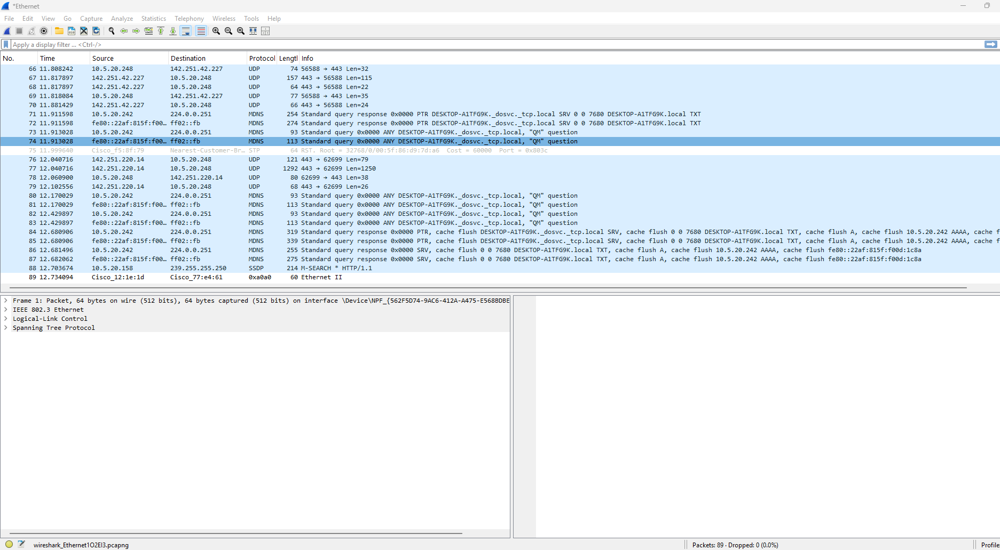 *Ethernet
File Edit View Go Capture Analyze Statistics Telephony Wireless Tools Help
Apply a display filter ... <Ctrl-/>
No. Time Source Destination Protocol Lengtl Info
66 11.808242 10.5.20.248 142.251.42.227 UDP 74 56588 → 443 Len=32
67 11.817897 142.251.42.227 10.5.20.248 UDP 157 443 → 56588 Len=115
68 11.817897 142.251.42.227 10.5.20.248 UDP 64 443 → 56588 Len=22
69 11.818084 10.5.20.248 142.251.42.227 UDP 77 56588 → 443 Len=35
70 11.881429 142.251.42.227 10.5.20.248 UDP 66 443 → 56588 Len=24
71 11.911598 10.5.20.242 224.0.0.251 MDNS 254 Standard query response 0x0000 PTR DESKTOP-A1TFG9K._dosvc._tcp.local SRV 0 0 7680 DESKTOP-A1TFG9K.local TXT
72 11.911598 fe80::22af:815f:f00… ff02::fb MDNS 274 Standard query response 0x0000 PTR DESKTOP-A1TFG9K._dosvc._tcp.local SRV 0 0 7680 DESKTOP-A1TFG9K.local TXT
73 11.913028 10.5.20.242 224.0.0.251 MDNS 93 Standard query 0x0000 ANY DESKTOP-A1TFG9K._dosvc._tcp.local, "QM" question
74 11.913028 fe80::22af:815f:f00… ff02::fb MDNS 113 Standard query 0x0000 ANY DESKTOP-A1TFG9K._dosvc._tcp.local, "QM" question
75 11.999640 Cisco_f5:8f:79 Nearest-Customer-Br… STP 64 RST. Root = 32768/0/00:5f:86:d9:7d:a6 Cost = 60000 Port = 0x803c
76 12.040716 142.251.220.14 10.5.20.248 UDP 121 443 → 62699 Len=79
77 12.040716 142.251.220.14 10.5.20.248 UDP 1292 443 → 62699 Len=1250
78 12.060900 10.5.20.248 142.251.220.14 UDP 80 62699 → 443 Len=38
79 12.102556 142.251.220.14 10.5.20.248 UDP 68 443 → 62699 Len=26
80 12.170029 10.5.20.242 224.0.0.251 MDNS 93 Standard query 0x0000 ANY DESKTOP-A1TFG9K._dosvc._tcp.local, "QM" question
81 12.170029 fe80::22af:815f:f00… ff02::fb MDNS 113 Standard query 0x0000 ANY DESKTOP-A1TFG9K._dosvc._tcp.local, "QM" question
82 12.429897 10.5.20.242 224.0.0.251 MDNS 93 Standard query 0x0000 ANY DESKTOP-A1TFG9K._dosvc._tcp.local, "QM" question
83 12.429897 fe80::22af:815f:f00… ff02::fb MDNS 113 Standard query 0x0000 ANY DESKTOP-A1TFG9K._dosvc._tcp.local, "QM" question
84 12.680906 10.5.20.242 224.0.0.251 MDNS 319 Standard query response 0x0000 PTR, cache flush DESKTOP-A1TFG9K._dosvc._tcp.local SRV, cache flush 0 0 7680 DESKTOP-A1TFG9K.local TXT, cache flush A, cache flush 10.5.20.242 AAAA, cache f
85 12.680906 fe80::22af:815f:f00… ff02::fb MDNS 339 Standard query response 0x0000 PTR, cache flush DESKTOP-A1TFG9K._dosvc._tcp.local SRV, cache flush 0 0 7680 DESKTOP-A1TFG9K.local TXT, cache flush A, cache flush 10.5.20.242 AAAA, cache f
86 12.681496 10.5.20.242 224.0.0.251 MDNS 255 Standard query response 0x0000 SRV, cache flush 0 0 7680 DESKTOP-A1TFG9K.local TXT, cache flush A, cache flush 10.5.20.242 AAAA, cache flush fe80::22af:815f:f00d:1c8a
87 12.682062 fe80::22af:815f:f00… ff02::fb MDNS 275 Standard query response 0x0000 SRV, cache flush 0 0 7680 DESKTOP-A1TFG9K.local TXT, cache flush A, cache flush 10.5.20.242 AAAA, cache flush fe80::22af:815f:f00d:1c8a
88 12.703674 10.5.20.158 239.255.255.250 SSDP 214 M-SEARCH * HTTP/1.1
89 12.734094 Cisco_12:1e:1d Cisco_77:e4:61 0xa0a0 60 Ethernet II
Frame 1: Packet, 64 bytes on wire (512 bits), 64 bytes captured (512 bits) on interface \Device\NPF_{562F5D74-9AC6-412A-A475-E568BDBE
IEEE 802.3 Ethernet
Logical-Link Control
Spanning Tree Protocol
wireshark_Ethernet1O2EI3.pcapng Packets: 89 · Dropped: 0 (0.0%) Profile